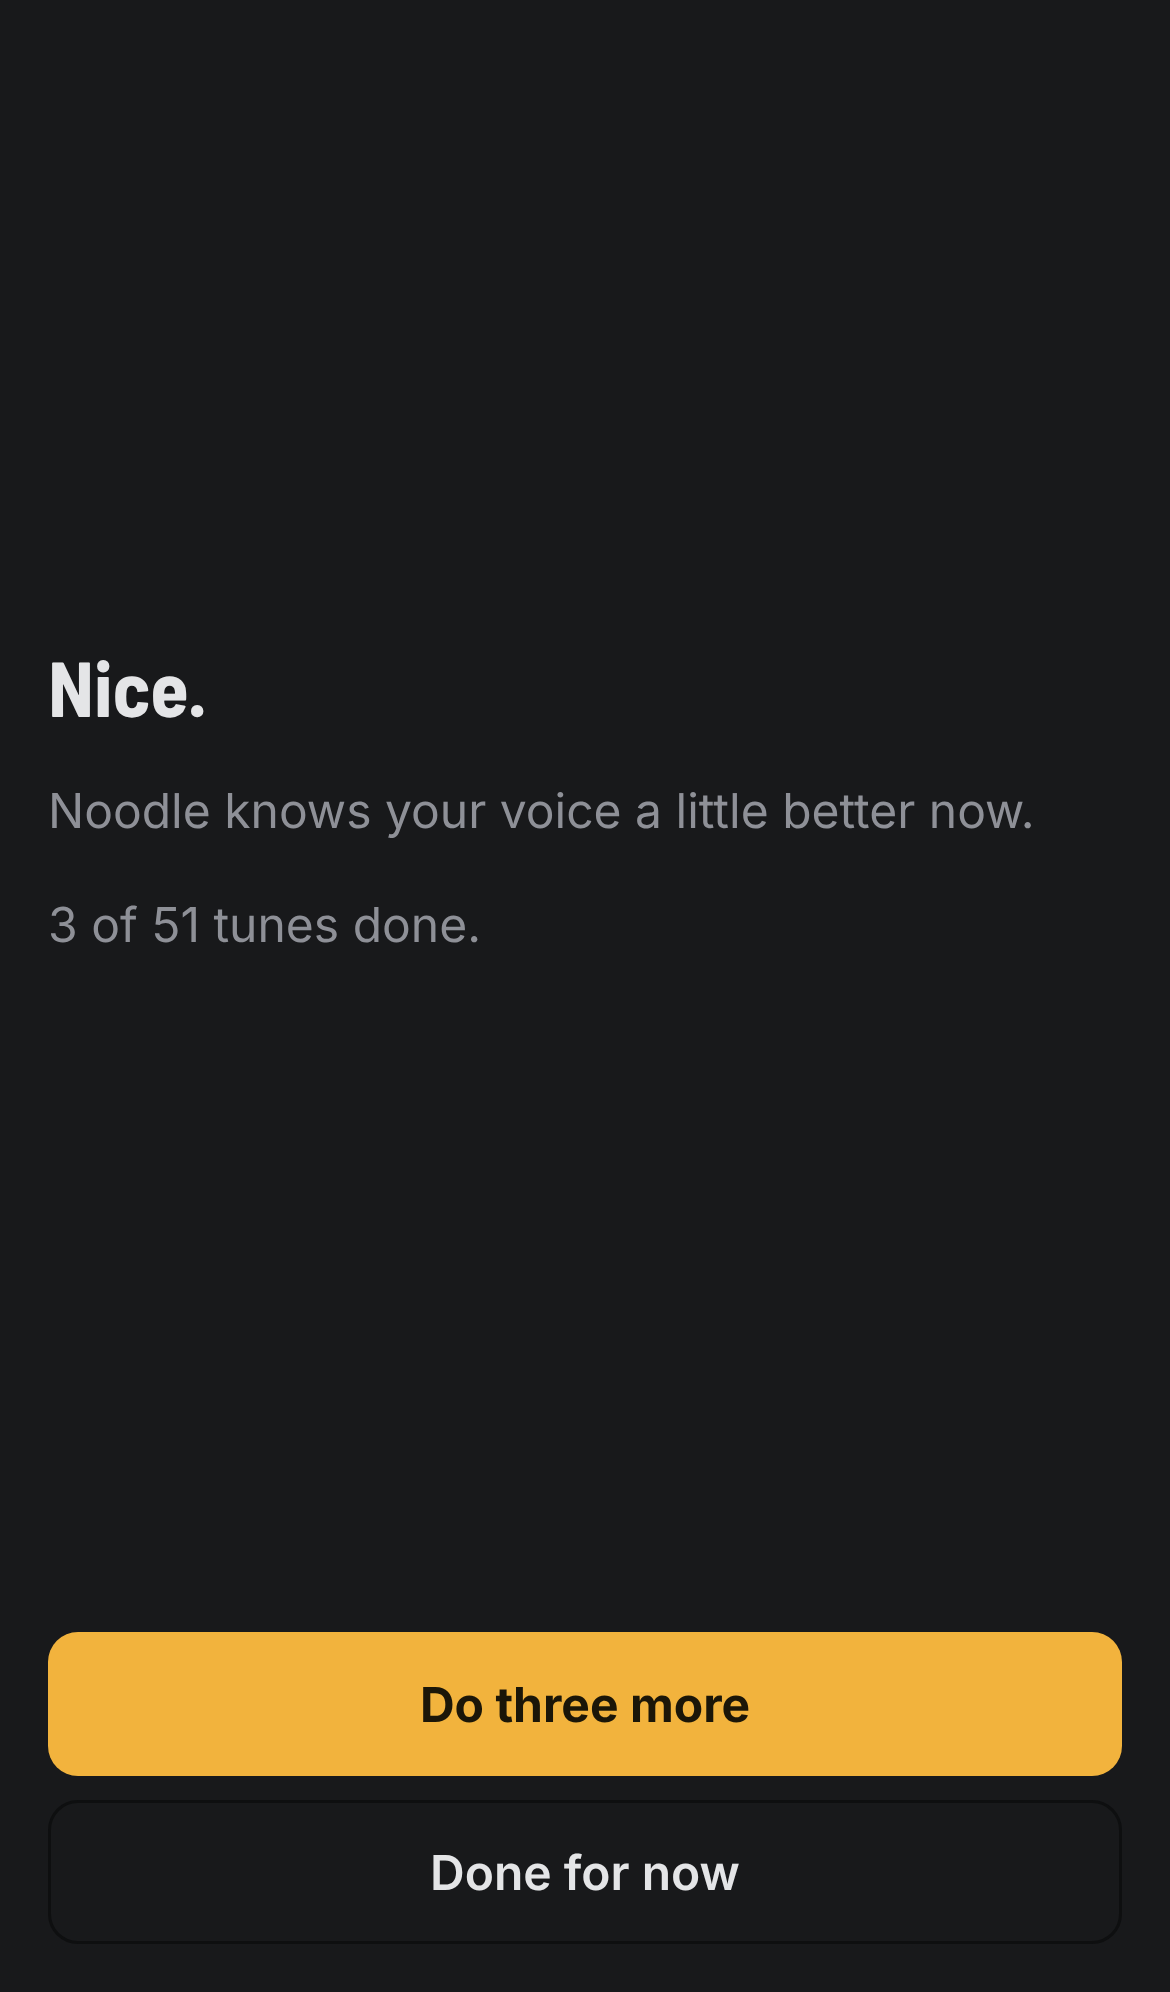 Nice.
Noodle knows your voice a little better now.
3 of 51 tunes done.
Do three more
Done for now